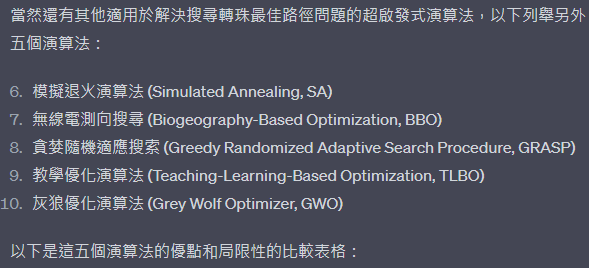 當然還有其他適用於解決搜尋轉珠最佳路徑問題的超啟發式演算法，以下列舉另外
五個演算法：
6. 模擬退火演算法 (Simulated Annealing, SA)
7. 無線電測向搜尋 (Biogeography-Based Optimization, BBO)
8. 貪婪隨機適應搜索 (Greedy Randomized Adaptive Search Procedure, GRASP)
9. 教學優化演算法 (Teaching-Learning-Based Optimization, TLBO)
10. 灰狼優化演算法 (Grey Wolf Optimizer, GWO)
以下是這五個演算法的優點和局限性的比較表格：